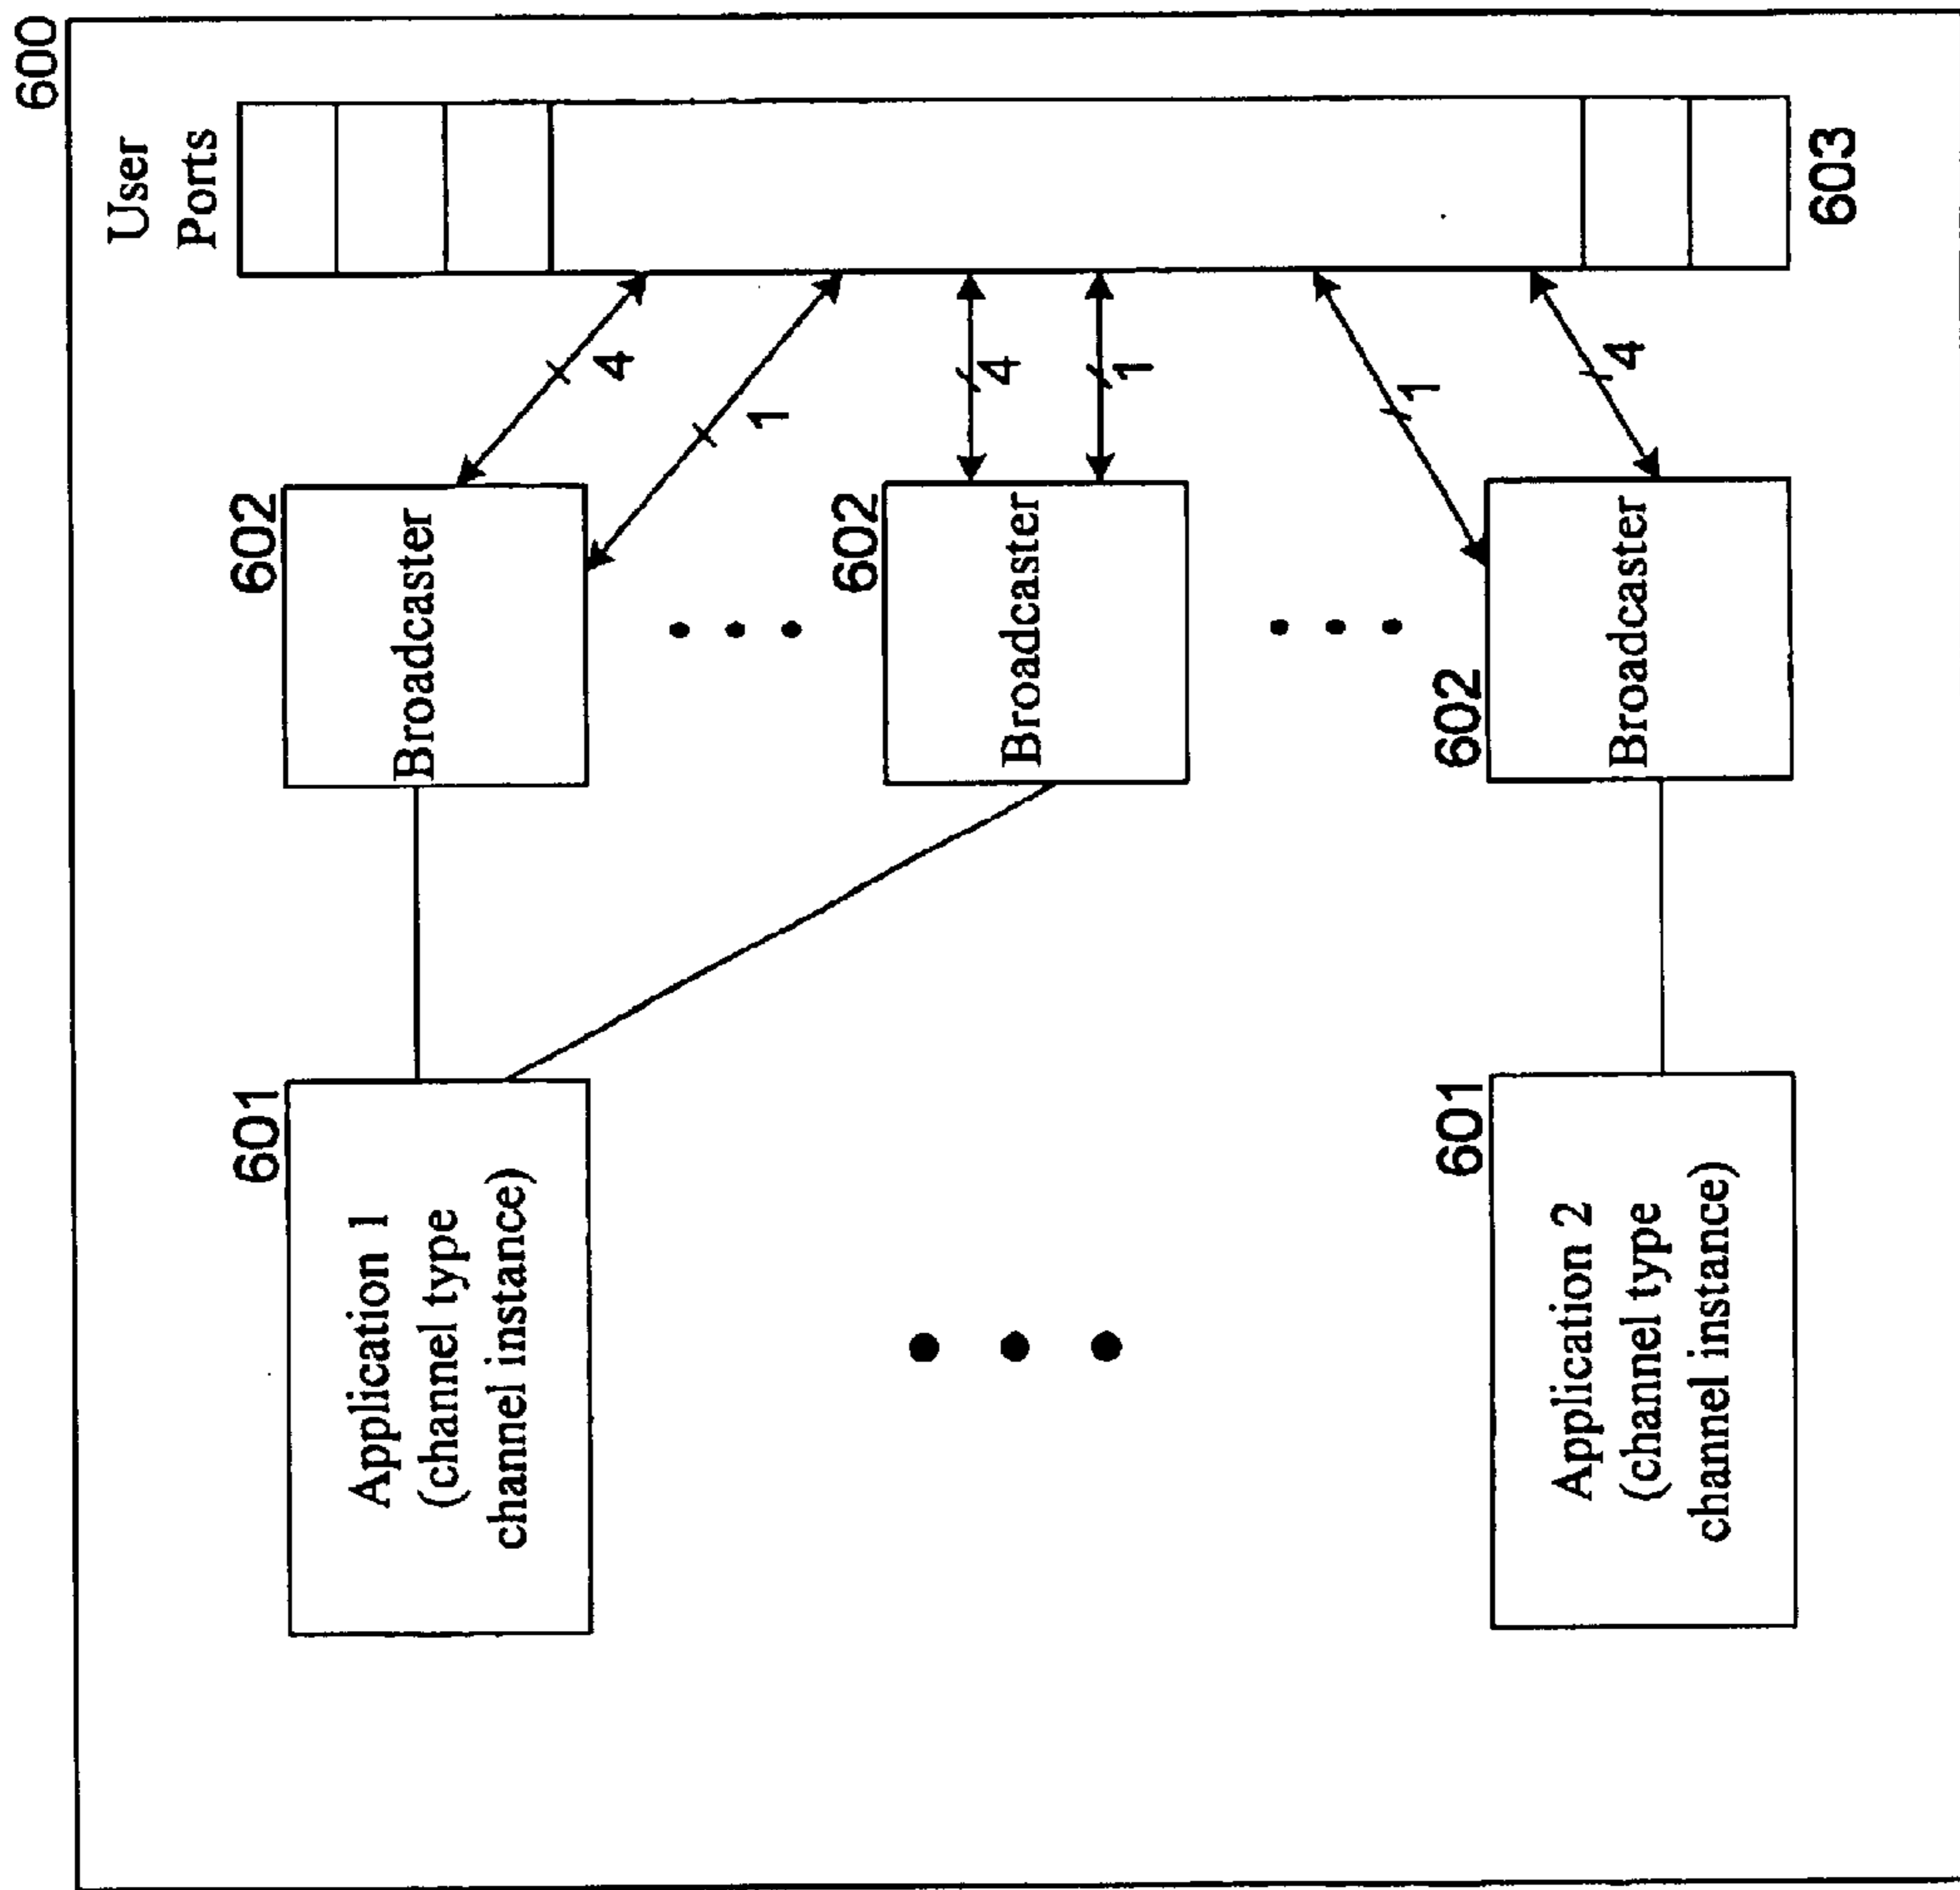 600
User
Ports
601
Application 1
(channel type
channel instance)
602
Broadcaster
4
1
602
Broadcaster
4
1
601
Application 2
(channel type
channel instance)
602
Broadcaster
1
4
603